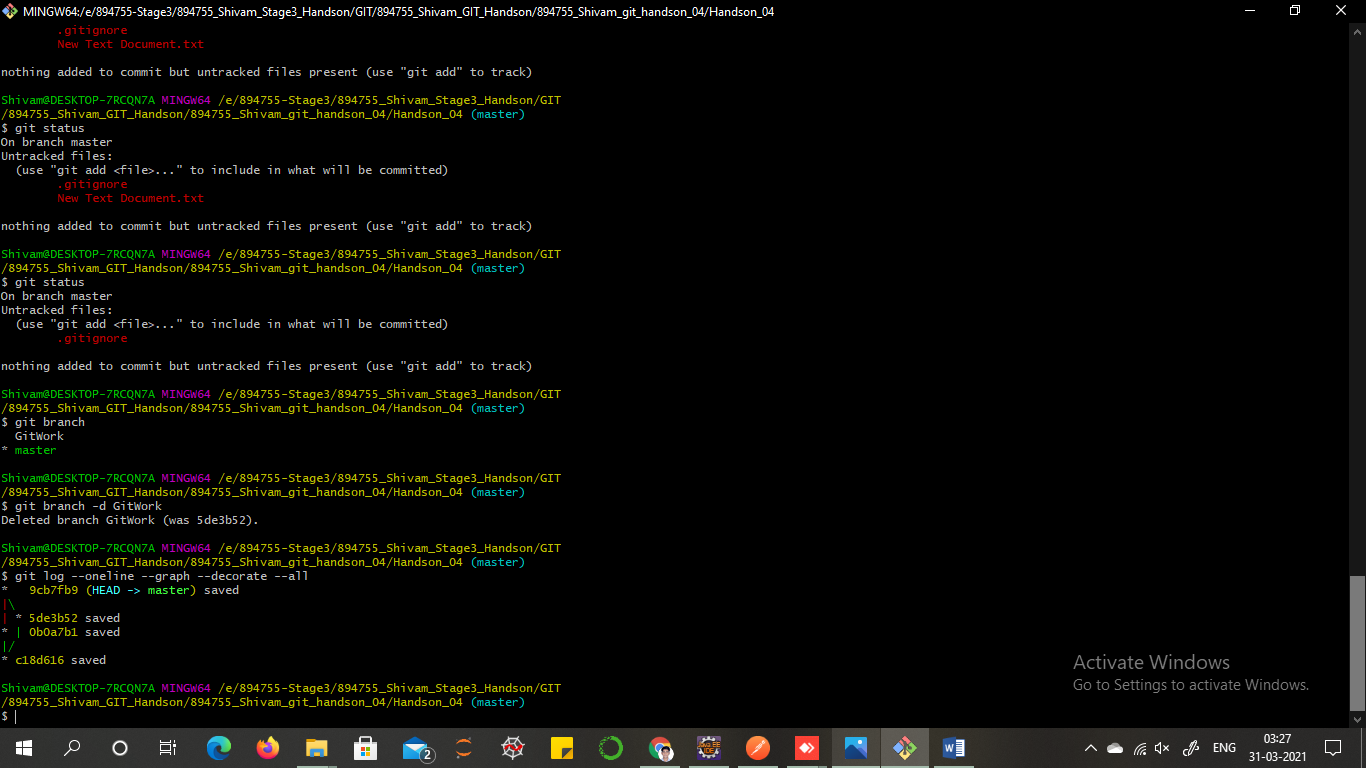 MINGW64:/e/894755-Stage3/894755_Shivam_Stage3_Handson/GIT/894755_Shivam_GIT_Handson/894755_Shivam_git_handson_04/Handson_04
.gitignore
New Text Document.txt
nothing added to commit but untracked files present (use "git add" to track)
Shivam@DESKTOP-7RCQN7A MINGW64 /e/894755-Stage3/894755_Shivam_Stage3_Handson/GIT
/894755_Shivam_GIT_Handson/894755_Shivam_git_handson_04/Handson_04 (master)
$ git status
On branch master
Untracked files:
(use "git add <file>..." to include in what will be committed)
.gitignore
New Text Document.txt
nothing added to commit but untracked files present (use "git add" to track)
Shivam@DESKTOP-7RCQN7A MINGW64 /e/894755-Stage3/894755_Shivam_Stage3_Handson/GIT
/894755_Shivam_GIT_Handson/894755_Shivam_git_handson_04/Handson_04 (master)
$ git status
On branch master
Untracked files:
(use "git add <file>..." to include in what will be committed)
.gitignore
nothing added to commit but untracked files present (use "git add" to track)
Shivam@DESKTOP-7RCQN7A MINGW64 /e/894755-Stage3/894755_Shivam_Stage3_Handson/GIT
/894755_Shivam_GIT_Handson/894755_Shivam_git_handson_04/Handson_04 (master)
$ git branch
GitWork
* master
Shivam@DESKTOP-7RCQN7A MINGW64 /e/894755-Stage3/894755_Shivam_Stage3_Handson/GIT
/894755_Shivam_GIT_Handson/894755_Shivam_git_handson_04/Handson_04 (master)
$ git branch -d GitWork
Deleted branch GitWork (was 5de3b52).
Shivam@DESKTOP-7RCQN7A MINGW64 /e/894755-Stage3/894755_Shivam_Stage3_Handson/GIT
/894755_Shivam_GIT_Handson/894755_Shivam_git_handson_04/Handson_04 (master)
$ git log --oneline --graph --decorate --all
*   9cb7fb9 (HEAD -> master) saved
|\
| * 5de3b52 saved
* | 0b0a7b1 saved
|/
* c18d616 saved
Shivam@DESKTOP-7RCQN7A MINGW64 /e/894755-Stage3/894755_Shivam_Stage3_Handson/GIT
/894755_Shivam_GIT_Handson/894755_Shivam_git_handson_04/Handson_04 (master)
$
Activate Windows
Go to Settings to activate Windows.
2
Java EE
IDE
ENG
03:27
31-03-2021